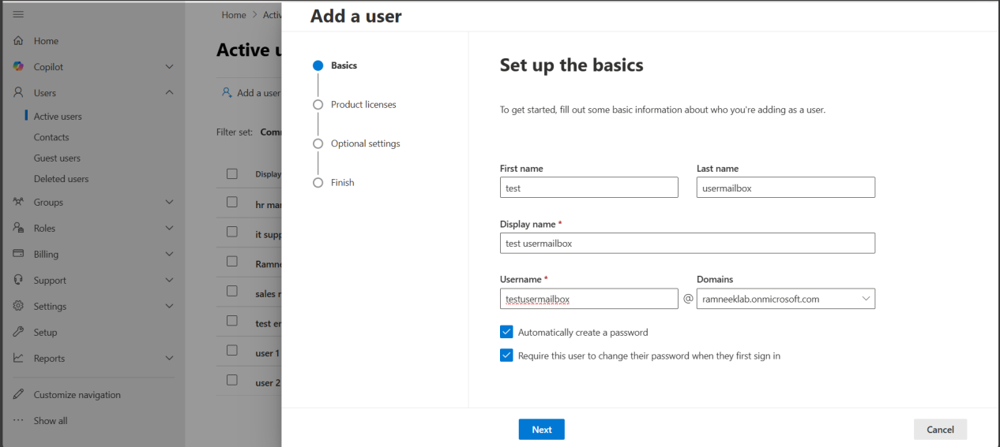 Home
Copilot
Users
Active users
Contacts
Guest users
Deleted users
Groups
Roles
Billing
Support
Settings
Setup
Reports
Customize navigation
Show all
Home > Activ
Active u
Add a user
Filter set: Com
Display
hr ma
it supp
Ramne
sales r
test e
user 1
user 2
Add a user
Basics
Product licenses
Optional settings
Finish
Set up the basics
To get started, fill out some basic information about who you're adding as a user.
First name Last name
test usermailbox
Display name *
test usermailbox
Username * Domains
testusermailbox @ ramneeklab.onmicrosoft.com
Automatically create a password
Require this user to change their password when they first sign in
Next Cancel